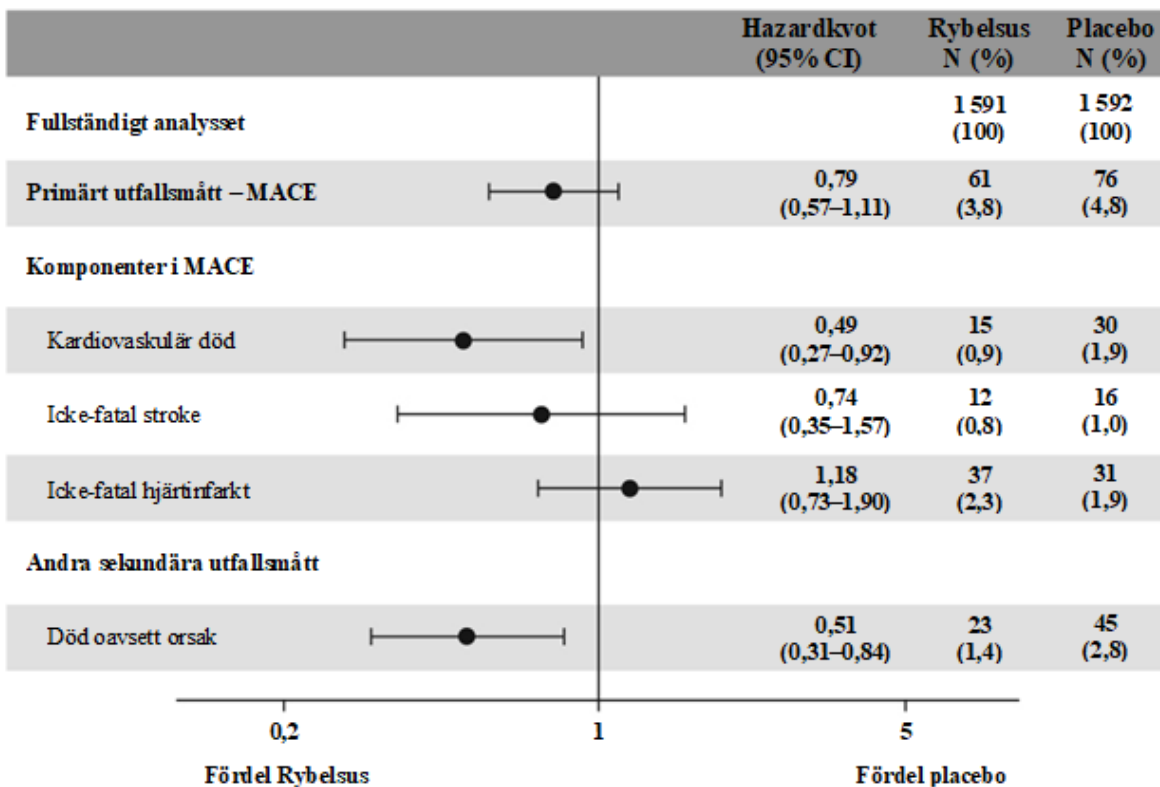 Hazardkvot Rybelsus Placebo
(95% CI) N (%) N (%)
1 591 1 592
Fullständigt analysset
(100) (100)
Primärt utfallsmått – MACE 0,79 61 76
(0,57–1,11) (3,8) (4,8)
Komponenter i MACE
Kardiovaskulär död 0,49 15 30
(0,27–0,92) (0,9) (1,9)
Icke-fatal stroke 0,74 12 16
(0,35–1,57) (0,8) (1,0)
Icke-fatal hjärtinfarkt 1,18 37 31
(0,73–1,90) (2,3) (1,9)
Andra sekundära utfallsmått
Död oavsett orsak 0,51 23 45
(0,31–0,84) (1,4) (2,8)
0,2 1 5
Fördel Rybelsus Fördel placebo